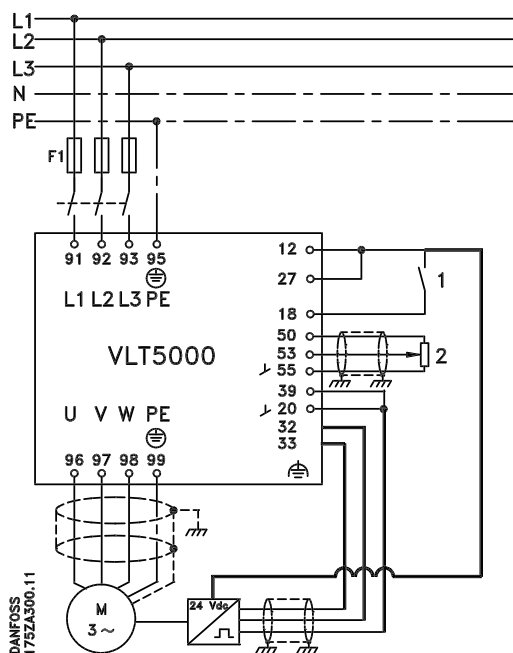 L1
L2
L3
N
PE
F1
91 92 93 95
L1 L2 L3 PE
12
27
18
1
50
53
55
2
39
20
32
33
VLT5000
U V W PE
96 97 98 99
M
3 ~
24 Vdc
DANFOSS
175ZA300.11